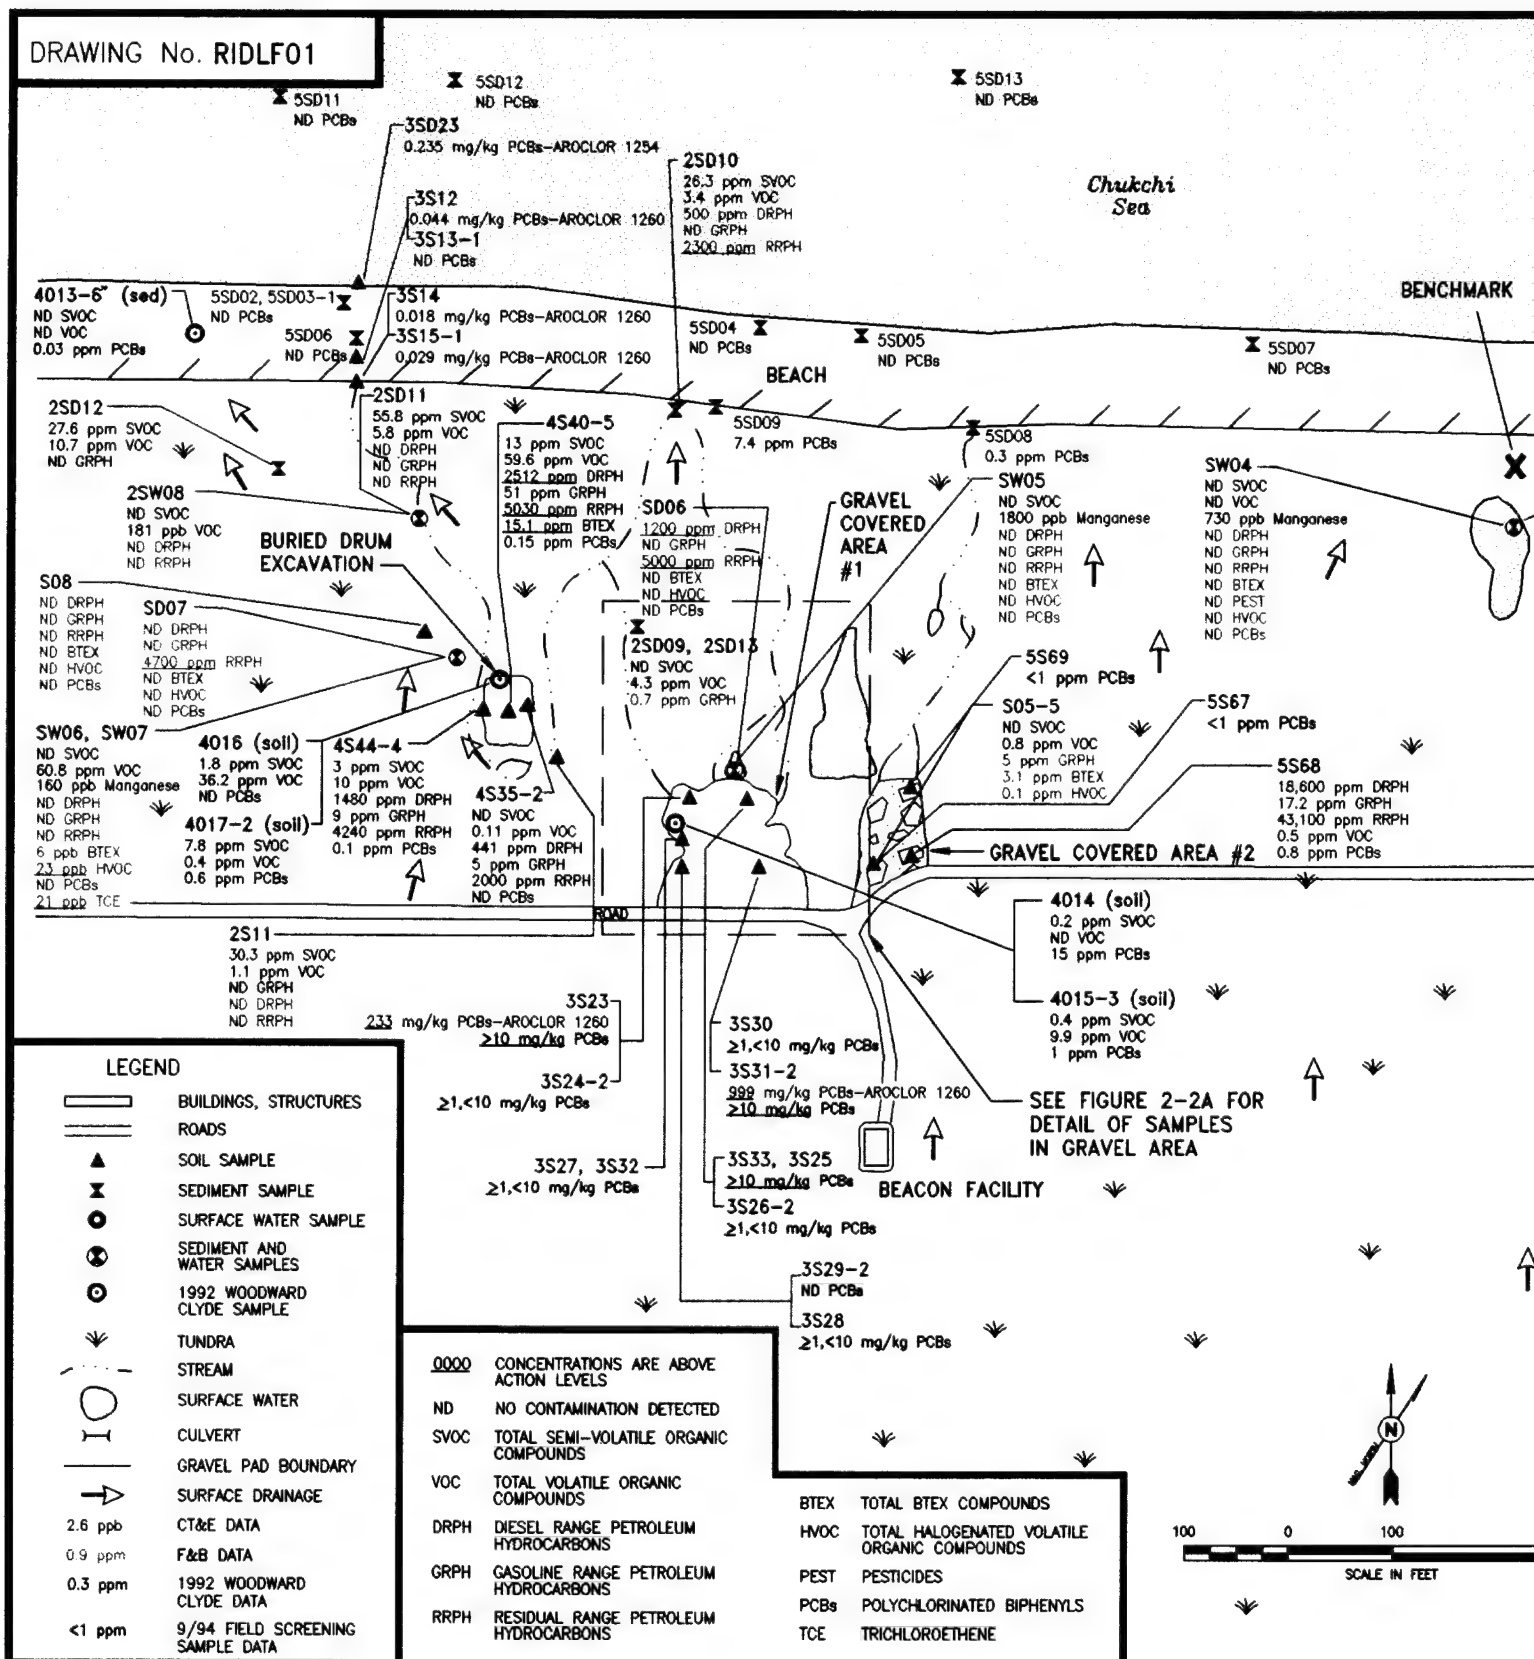 DRAWING No. RIDLF01
5SD11
ND PCBs
5SD12
ND PCBs
5SD13
ND PCBs
3SD23
0.235 mg/kg PCBs-AROCLOR 1254
3S12
0.044 mg/kg PCBs-AROCLOR 1260
3S13-1
ND PCBs
2SD10
26.3 ppm SVOC
3.4 ppm VOC
500 ppm DRPH
ND GRPH
2300 ppm RRPH
Chukchi
Sea
BENCHMARK
4013-6" (sed)
ND SVOC
ND VOC
0.03 ppm PCBs
5SD02, 5SD03-1
ND PCBs
5SD06
ND PCBs
3S14
0.018 mg/kg PCBs-AROCLOR 1260
3S15-1
0.029 mg/kg PCBs-AROCLOR 1260
5SD04
ND PCBs
5SD05
ND PCBs
5SD07
ND PCBs
BEACH
2SD12
27.6 ppm SVOC
10.7 ppm VOC
ND GRPH
2SD11
55.8 ppm SVOC
5.8 ppm VOC
ND DRPH
ND GRPH
ND RRPH
4S40-5
13 ppm SVOC
59.6 ppm VOC
2512 ppm DRPH
51 ppm GRPH
5030 ppm RRPH
15.1 ppm BTEX
0.15 ppm PCBs
5SD09
7.4 ppm PCBs
5SD08
0.3 ppm PCBs
2SW08
ND SVOC
181 ppb VOC
ND DRPH
ND RRPH
BURIED DRUM
EXCAVATION
SD06
1200 ppm DRPH
ND GRPH
5000 ppm RRPH
ND BTEX
ND HVOC
ND PCBs
GRAVEL
COVERED
AREA
#1
SW05
ND SVOC
1800 ppb Manganese
ND DRPH
ND GRPH
ND RRPH
ND BTEX
ND HVOC
ND PCBs
SW04
ND SVOC
ND VOC
730 ppb Manganese
ND DRPH
ND GRPH
ND RRPH
ND BTEX
ND PEST
ND HVOC
ND PCBs
S08
ND DRPH
ND GRPH
ND RRPH
ND BTEX
ND HVOC
ND PCBs
SD07
ND DRPH
ND GRPH
4700 ppm RRPH
ND BTEX
ND HVOC
ND PCBs
2SD09, 2SD13
ND SVOC
4.3 ppm VOC
0.7 ppm GRPH
5S69
<1 ppm PCBs
S05-5
ND SVOC
0.8 ppm VOC
5 ppm GRPH
3.1 ppm BTEX
0.1 ppm HVOC
5S67
<1 ppm PCBs
5S68
18,600 ppm DRPH
17.2 ppm GRPH
43,100 ppm RRPH
0.5 ppm VOC
0.8 ppm PCBs
SW06, SW07
ND SVOC
60.8 ppm VOC
160 ppb Manganese
ND DRPH
ND GRPH
ND RRPH
6 ppb BTEX
23 ppb HVOC
ND PCBs
21 ppb TCE
4016 (soil)
1.8 ppm SVOC
36.2 ppm VOC
ND PCBs
4017-2 (soil)
7.8 ppm SVOC
0.4 ppm VOC
0.6 ppm PCBs
4S44-4
3 ppm SVOC
10 ppm VOC
1480 ppm DRPH
9 ppm GRPH
4240 ppm RRPH
0.1 ppm PCBs
4S35-2
ND SVOC
0.11 ppm VOC
441 ppm DRPH
5 ppm GRPH
2000 ppm RRPH
ND PCBs
GRAVEL COVERED AREA #2
ROAD
2S11
30.3 ppm SVOC
1.1 ppm VOC
ND GRPH
ND DRPH
ND RRPH
4014 (soil)
0.2 ppm SVOC
ND VOC
15 ppm PCBs
4015-3 (soil)
0.4 ppm SVOC
9.9 ppm VOC
1 ppm PCBs
3S23
233 mg/kg PCBs-AROCLOR 1260
≥10 mg/kg PCBs
3S24-2
≥1,<10 mg/kg PCBs
3S30
≥1,<10 mg/kg PCBs
3S31-2
999 mg/kg PCBs-AROCLOR 1260
≥10 mg/kg PCBs
SEE FIGURE 2-2A FOR
DETAIL OF SAMPLES
IN GRAVEL AREA
3S27, 3S32
≥1,<10 mg/kg PCBs
3S33, 3S25
≥10 mg/kg PCBs
3S26-2
≥1,<10 mg/kg PCBs
BEACON FACILITY
3S29-2
ND PCBs
3S28
≥1,<10 mg/kg PCBs
LEGEND
BUILDINGS, STRUCTURES
ROADS
SOIL SAMPLE
SEDIMENT SAMPLE
SURFACE WATER SAMPLE
SEDIMENT AND
WATER SAMPLES
1992 WOODWARD
CLYDE SAMPLE
TUNDRA
STREAM
SURFACE WATER
CULVERT
GRAVEL PAD BOUNDARY
SURFACE DRAINAGE
2.6 ppb CT&E DATA
0.9 ppm F&B DATA
0.3 ppm 1992 WOODWARD
CLYDE DATA
<1 ppm 9/94 FIELD SCREENING
SAMPLE DATA
0000 CONCENTRATIONS ARE ABOVE
ACTION LEVELS
ND NO CONTAMINATION DETECTED
SVOC TOTAL SEMI-VOLATILE ORGANIC
COMPOUNDS
VOC TOTAL VOLATILE ORGANIC
COMPOUNDS
DRPH DIESEL RANGE PETROLEUM
HYDROCARBONS
GRPH GASOLINE RANGE PETROLEUM
HYDROCARBONS
RRPH RESIDUAL RANGE PETROLEUM
HYDROCARBONS
BTEX TOTAL BTEX COMPOUNDS
HVOC TOTAL HALOGENATED VOLATILE
ORGANIC COMPOUNDS
PEST PESTICIDES
PCBs POLYCHLORINATED BIPHENYLS
TCE TRICHLOROETHENE
N
100 0 100
SCALE IN FEET